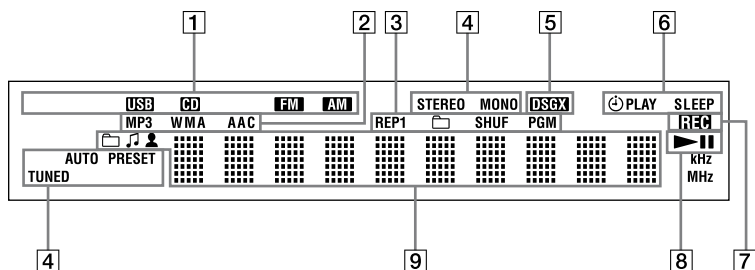 1 2 3 4 5 6
USB CD FM AM STEREO MONO DSGX PLAY SLEEP
MP3 WMA AAC REP1 SHUF PGM REC
AUTO PRESET kHz
TUNED MHz
4 9 8 7